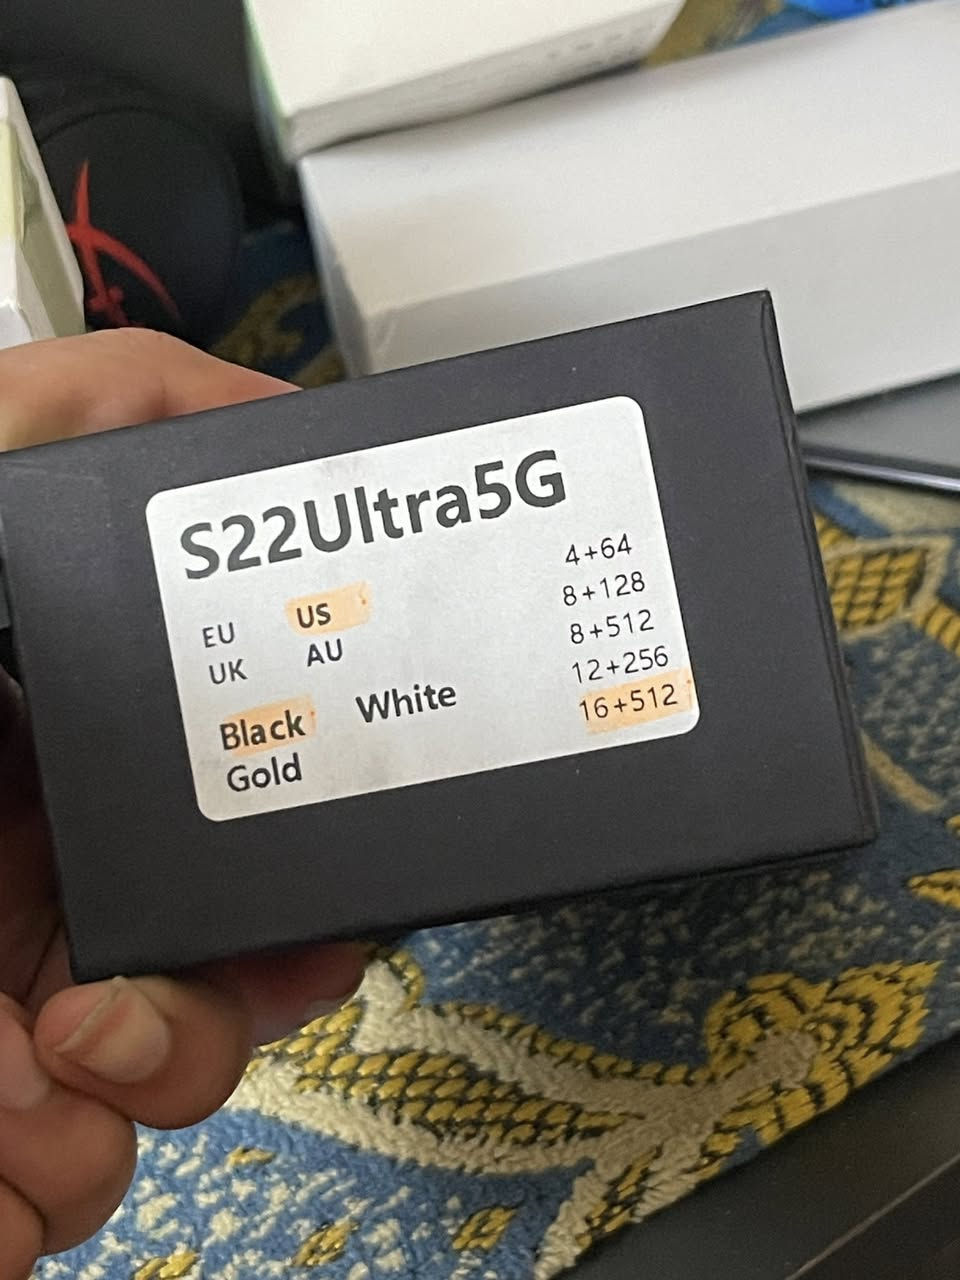 S22Ultra5G
EU US
UK AU
Black White
Gold
4+64
8+128
8+512
12+256
16+512